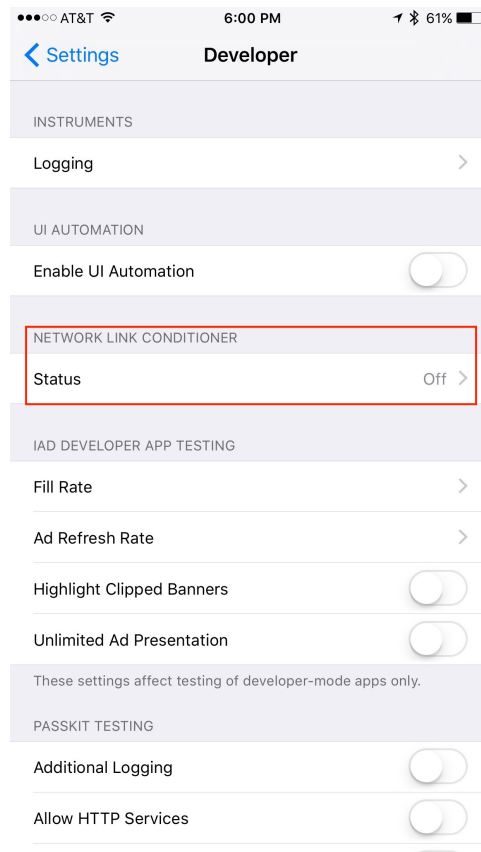 AT&T 6:00 PM 61%
Settings Developer
INSTRUMENTS
Logging
UI AUTOMATION
Enable UI Automation
NETWORK LINK CONDITIONER
Status Off
IAD DEVELOPER APP TESTING
Fill Rate
Ad Refresh Rate
Highlight Clipped Banners
Unlimited Ad Presentation
These settings affect testing of developer-mode apps only.
PASSKIT TESTING
Additional Logging
Allow HTTP Services